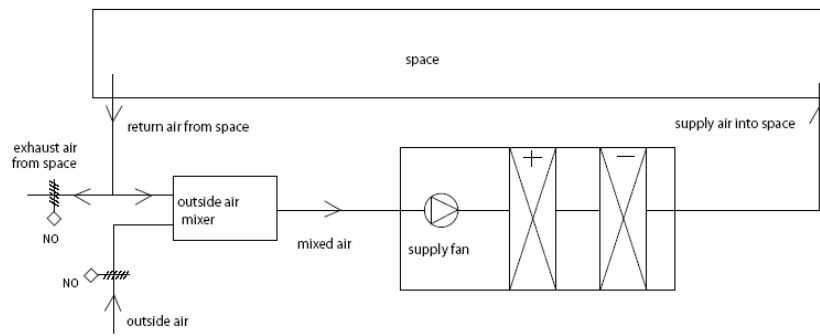 space
return air from space
supply air into space
exhaust air
from space
+
−
outside air
mixer
NO
mixed air
supply fan
NO
outside air